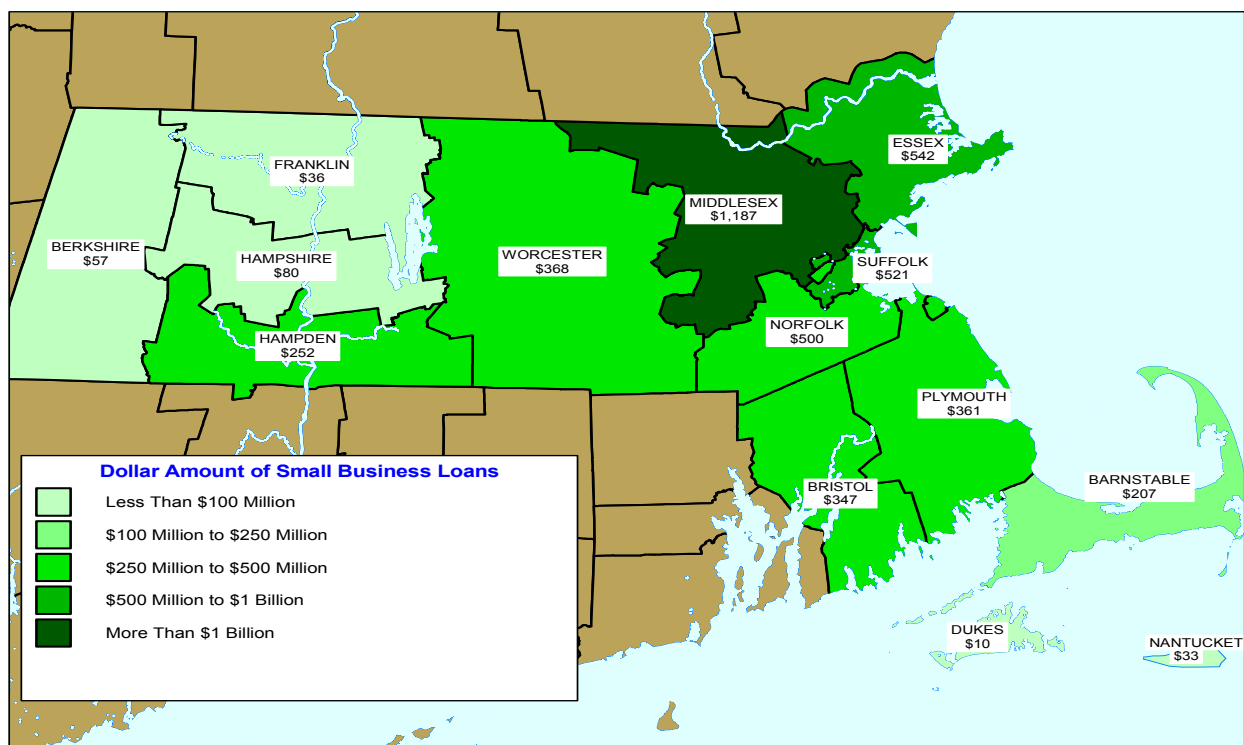 ESSEX
$542
FRANKLIN
$36
MIDDLESEX
$1,187
BERKSHIRE
$57
HAMPSHIRE
$80
WORCESTER
$368
SUFFOLK
$521
NORFOLK
$500
HAMPDEN
$252
PLYMOUTH
$361
BARNSTABLE
$207
BRISTOL
$347
DUKES
$10
NANTUCKET
$33
Dollar Amount of Small Business Loans
Less Than $100 Million
$100 Million to $250 Million
$250 Million to $500 Million
$500 Million to $1 Billion
More Than $1 Billion